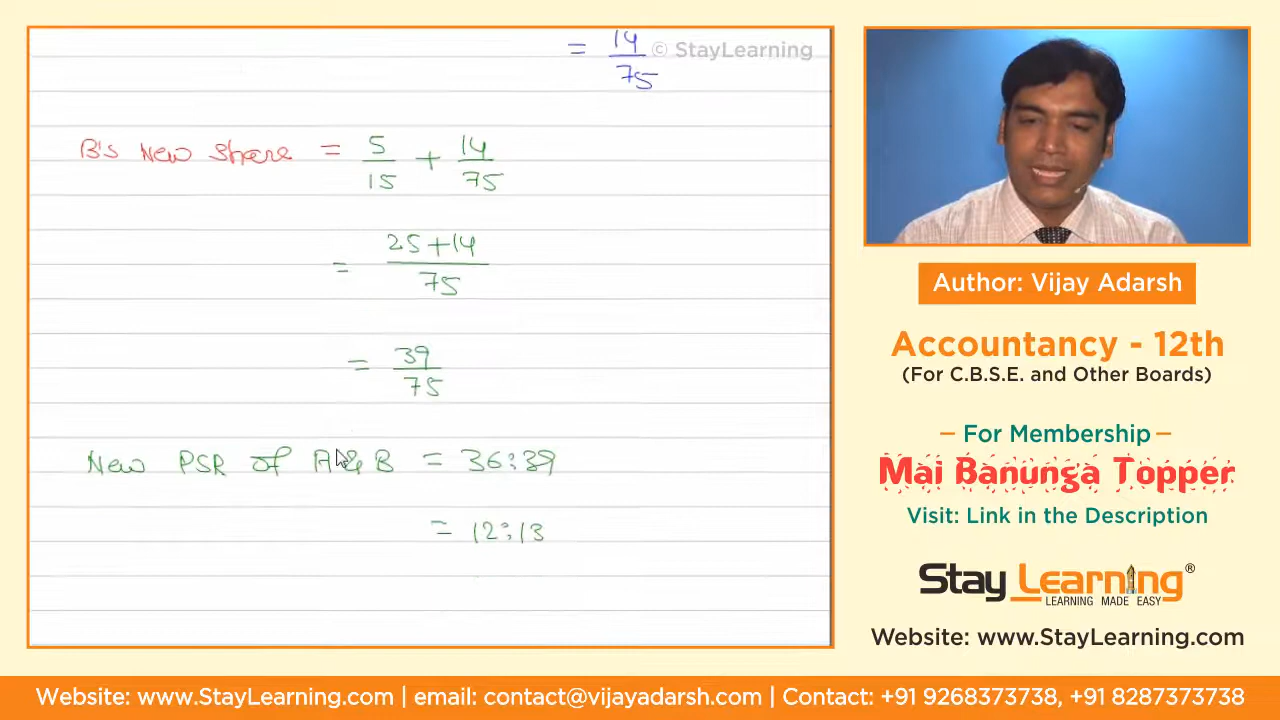 = 14/75
© StayLearning
B's New Share = 5/15 + 14/75
= 25+14/75
= 39/75
New PSR of A&B = 36:39
= 12:13
Author: Vijay Adarsh
Accountancy - 12th
(For C.B.S.E. and Other Boards)
– For Membership –
Mai Banunga Topper
Visit: Link in the Description
Stay Learning®
LEARNING MADE EASY
Website: www.StayLearning.com
Website: www.StayLearning.com | email: contact@vijayadarsh.com | Contact: +91 9268373738, +91 8287373738